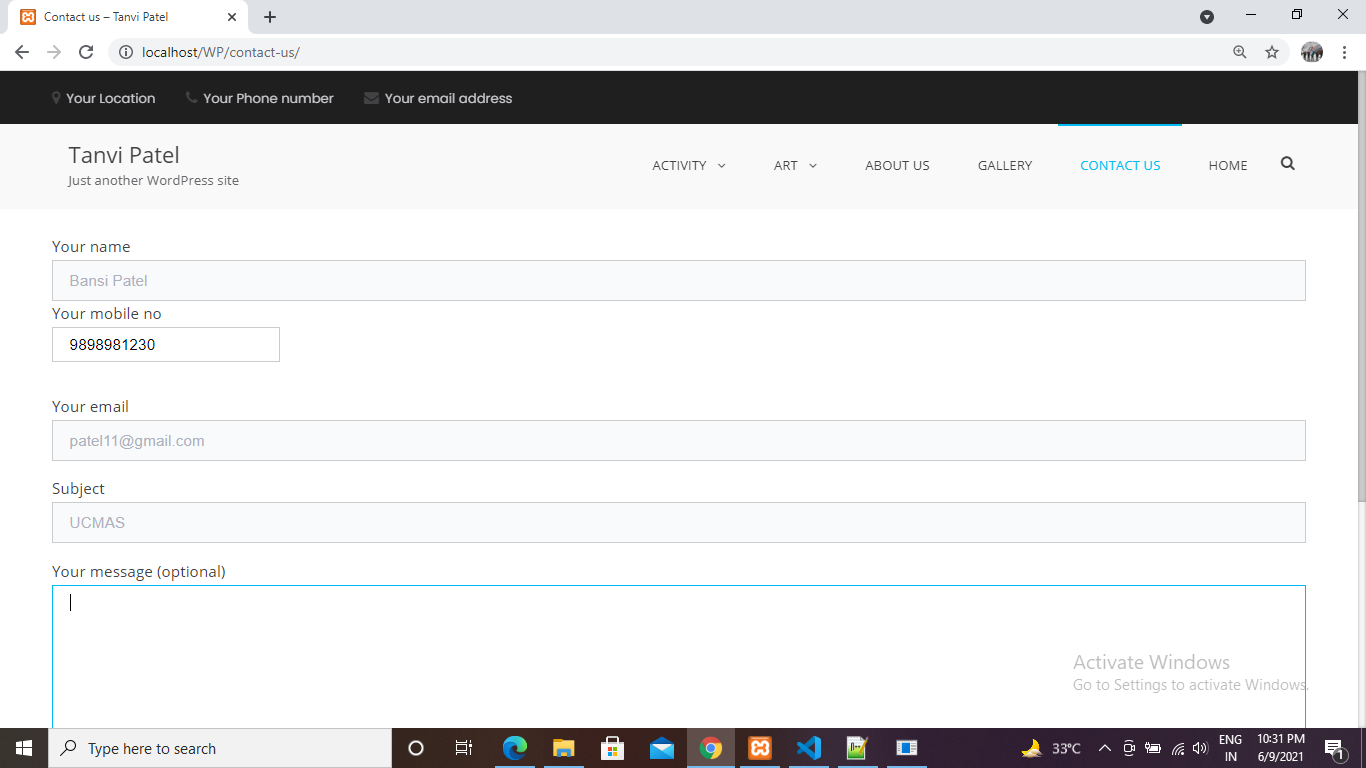 Contact us – Tanvi Patel
localhost/WP/contact-us/
Your Location Your Phone number Your email address
Tanvi Patel
Just another WordPress site
ACTIVITY ART ABOUT US GALLERY CONTACT US HOME
Your name
Bansi Patel
Your mobile no
9898981230
Your email
patel11@gmail.com
Subject
UCMAS
Your message (optional)
Activate Windows
Go to Settings to activate Windows.
Type here to search
33°C
ENG
IN
10:31 PM
6/9/2021
1